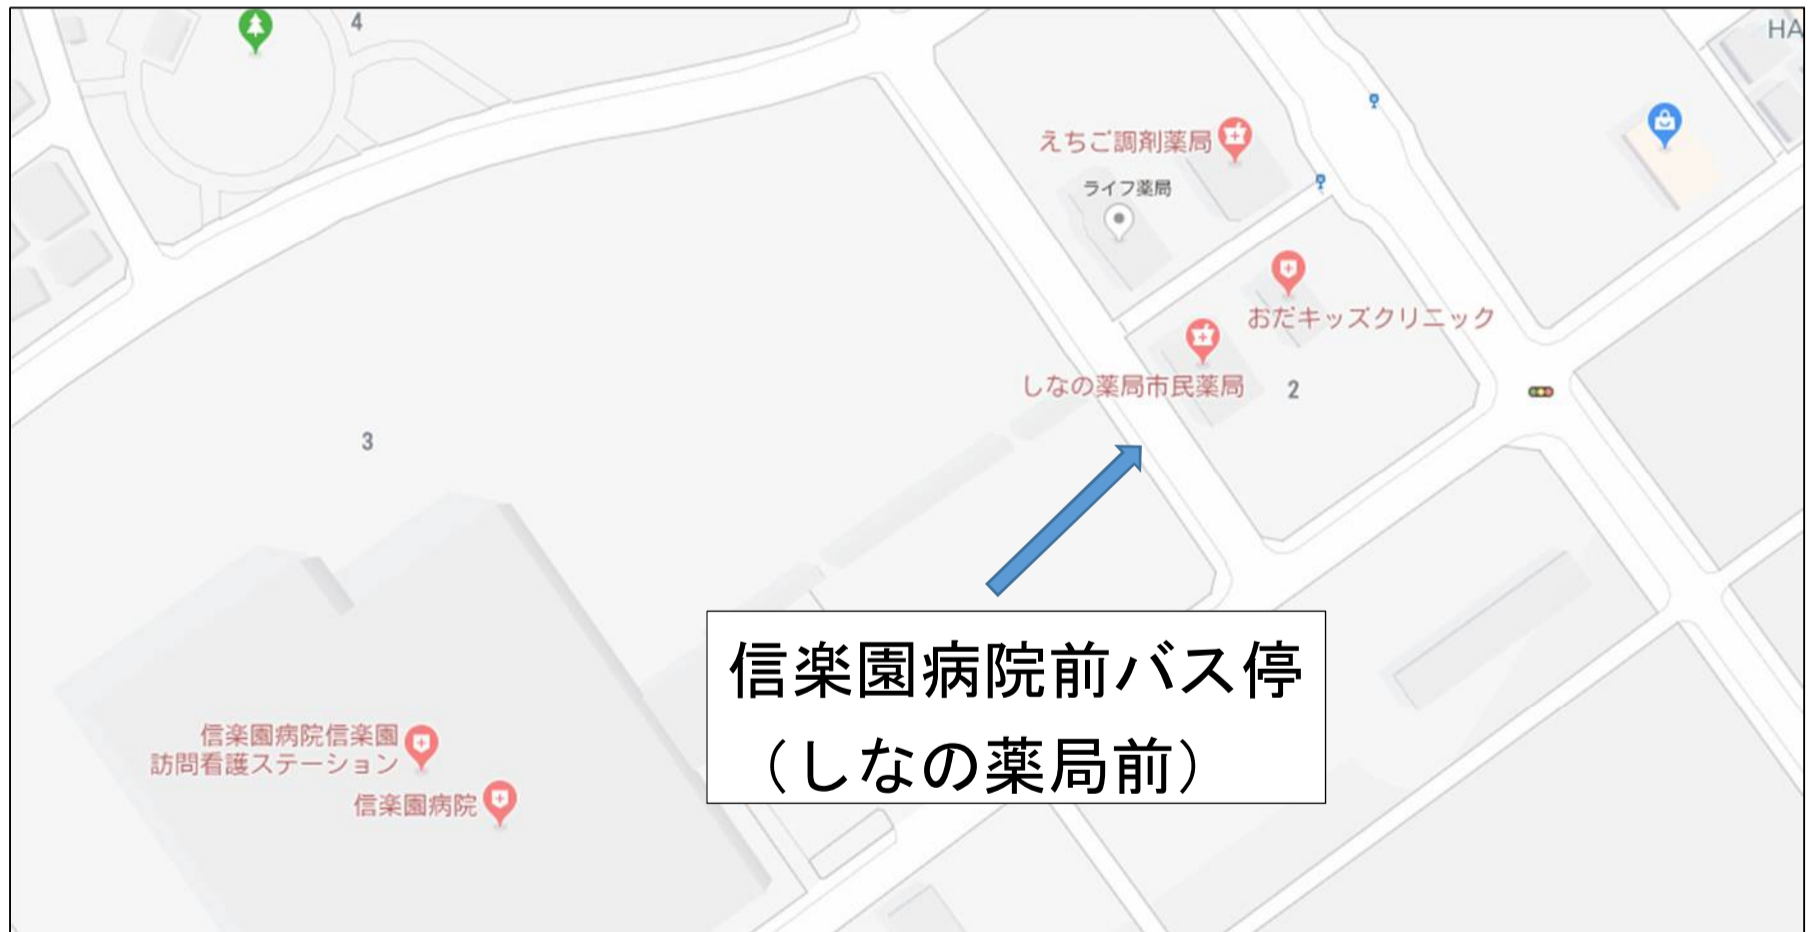 4
HA
えちご調剤薬局
ライフ薬局
おだキッズクリニック
しなの薬局市民薬局
2
3
信楽園病院前バス停
（しなの薬局前）
信楽園病院信楽園
訪問看護ステーション
信楽園病院